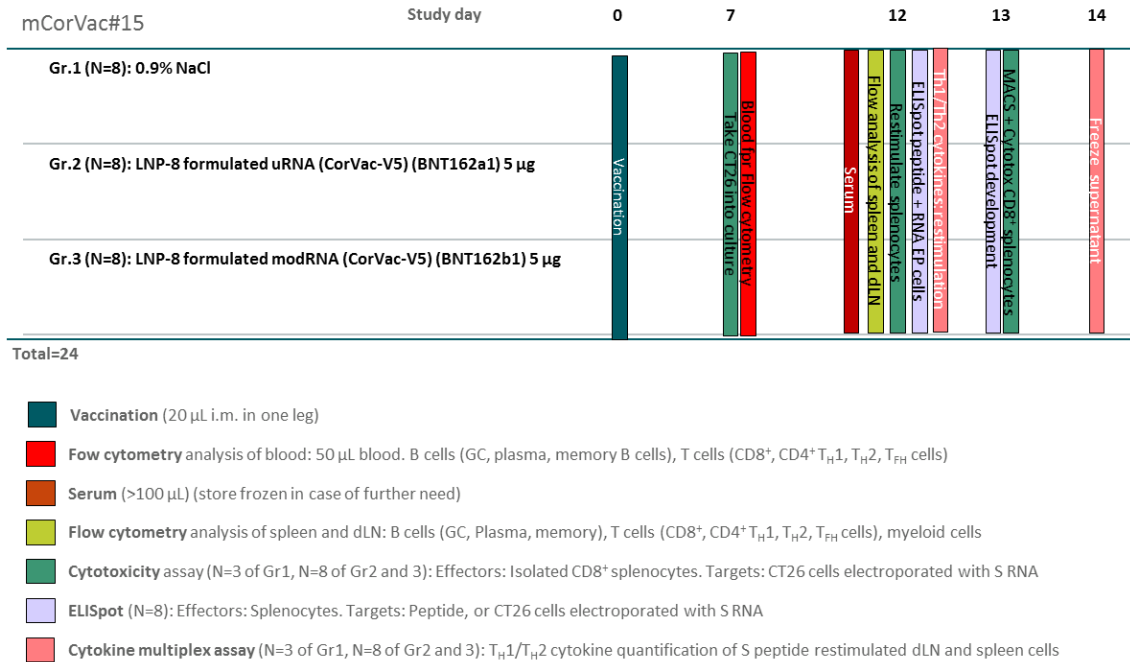 mCorVac#15
Study day
0
7
12
13
14
Gr.1 (N=8): 0.9% NaCl
Gr.2 (N=8): LNP-8 formulated uRNA (CorVac-V5) (BNT162a1) 5 µg
Gr.3 (N=8): LNP-8 formulated modRNA (CorVac-V5) (BNT162b1) 5 µg
Vaccination
Take CT26 into culture
Blood fpr Flow cytometry
Serum
Flow analysis of spleen and dLN
Restimulate splenocytes
ELISpot peptide + RNA EP cells
Th1/Th2 cytokines: restimulation
ELISpot development
MACS + Cytotox CD8⁺ splenocytes
Freeze supernatant
Total=24
Vaccination (20 µL i.m. in one leg)
Fow cytometry analysis of blood: 50 µL blood. B cells (GC, plasma, memory B cells), T cells (CD8⁺, CD4⁺ T_H1, T_H2, T_FH cells)
Serum (>100 µL) (store frozen in case of further need)
Flow cytometry analysis of spleen and dLN: B cells (GC, Plasma, memory), T cells (CD8⁺, CD4⁺ T_H1, T_H2, T_FH cells), myeloid cells
Cytotoxicity assay (N=3 of Gr1, N=8 of Gr2 and 3): Effectors: Isolated CD8⁺ splenocytes. Targets: CT26 cells electroporated with S RNA
ELISpot (N=8): Effectors: Splenocytes. Targets: Peptide, or CT26 cells electroporated with S RNA
Cytokine multiplex assay (N=3 of Gr1, N=8 of Gr2 and 3): T_H1/T_H2 cytokine quantification of S peptide restimulated dLN and spleen cells